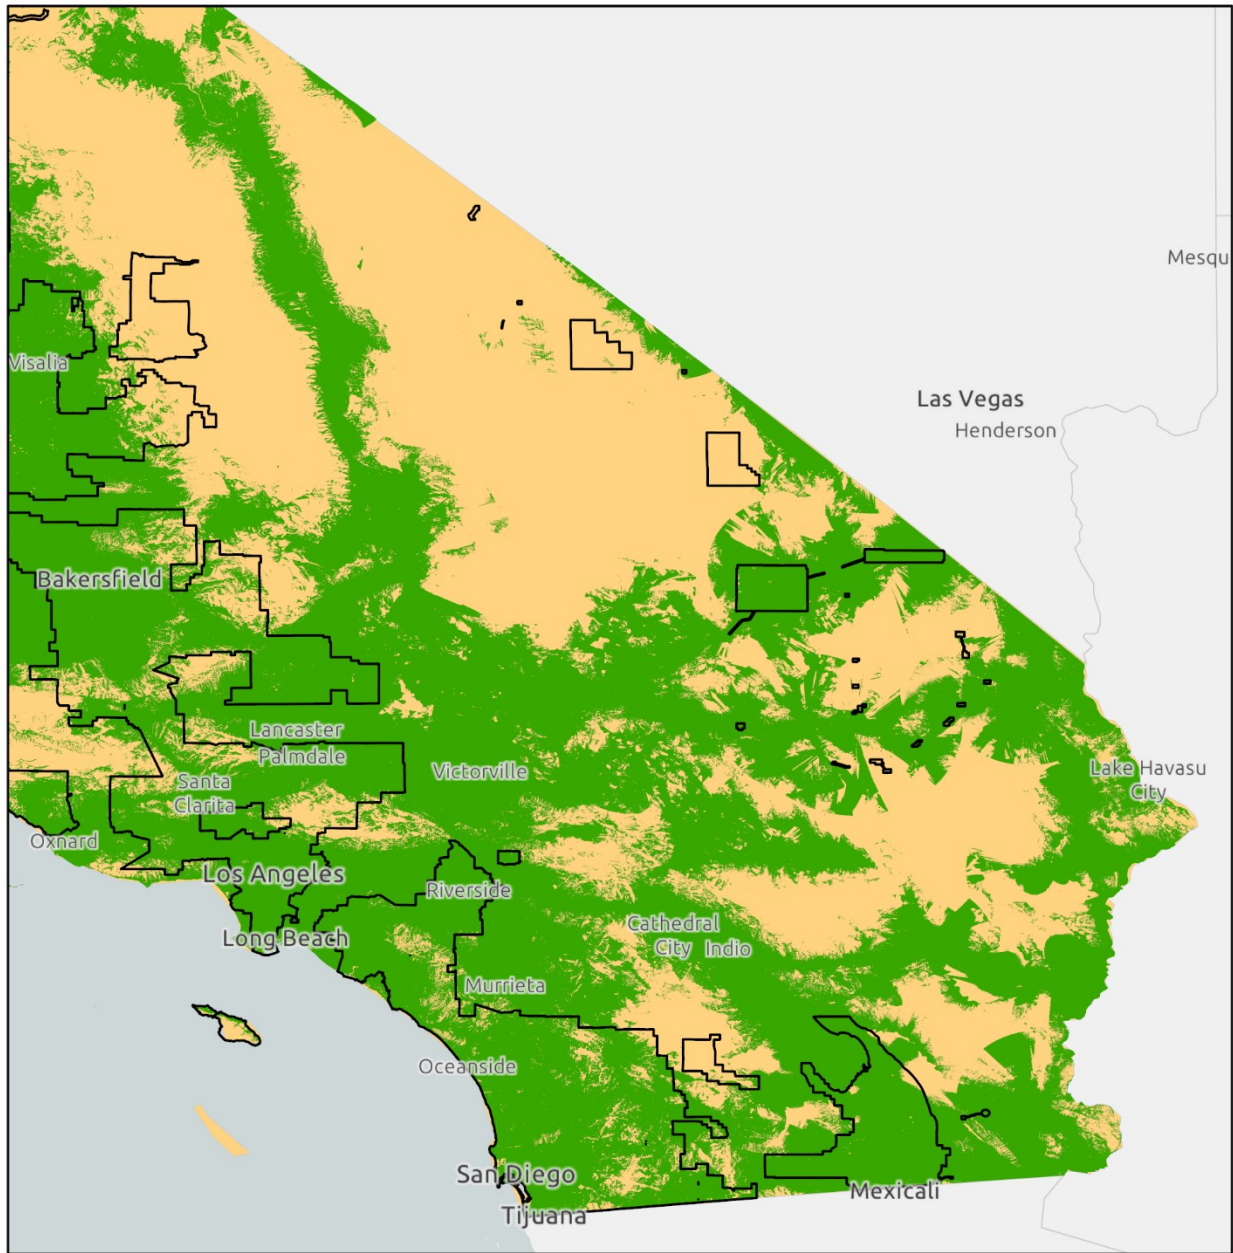 Mesqu
Visalia
Las Vegas
Henderson
Bakersfield
Lancaster
Palmdale
Victorville
Santa
Clarita
Lake Havasu
City
Oxnard
Los Angeles
Riverside
Long Beach
Cathedral
City
Indio
Murrieta
Oceanside
San Diego
Mexicali
Tijuana